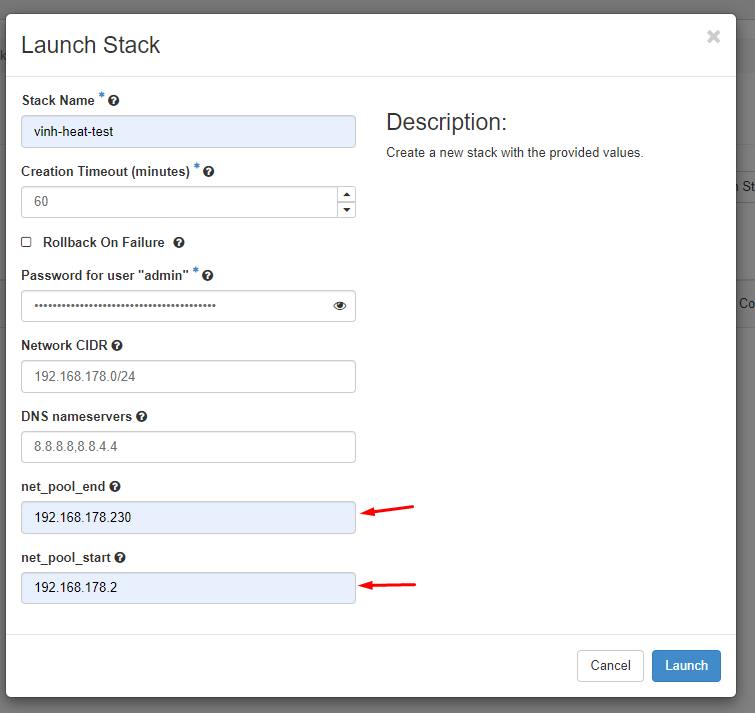 Launch Stack
Stack Name *
vinh-heat-test
Creation Timeout (minutes) *
60
Rollback On Failure
Password for user "admin" *
Network CIDR
192.168.178.0/24
DNS nameservers
8.8.8.8,8.8.4.4
net_pool_end
192.168.178.230
net_pool_start
192.168.178.2
Description:
Create a new stack with the provided values.
Cancel
Launch
St
Co